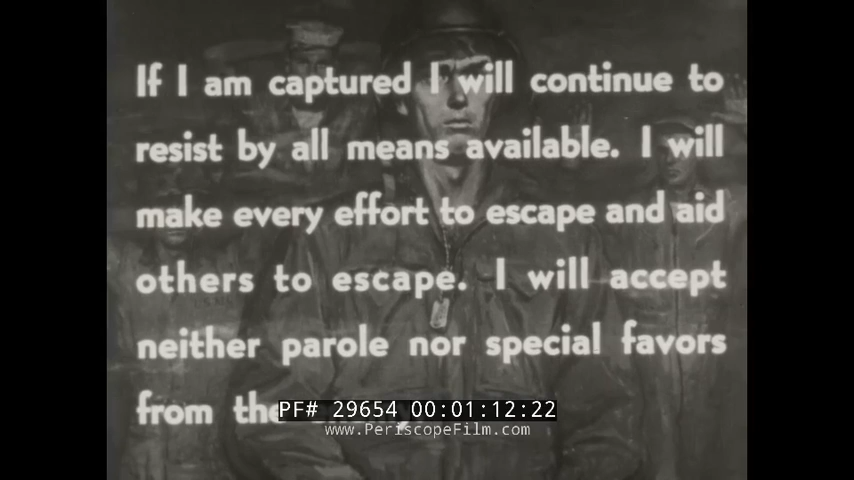 If I am captured I will continue to
resist by all means available. I will
make every effort to escape and aid
others to escape. I will accept
neither parole nor special favors
from the
PF# 29654 00:01:12:22
www.PeriscopeFilm.com